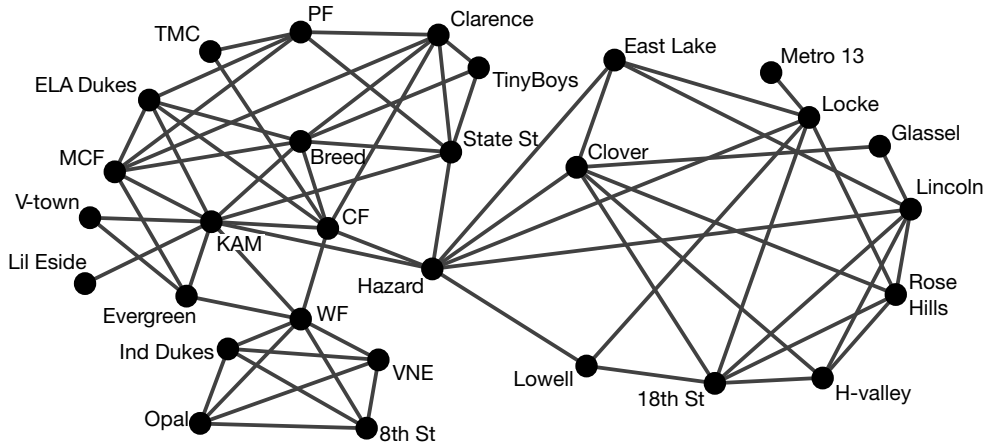 PF
Clarence
TMC
East Lake
Metro 13
TinyBoys
ELA Dukes
Locke
Glassel
State St
Breed
Clover
MCF
Lincoln
V-town
CF
KAM
Lil Eside
Hazard
Rose
Hills
Evergreen
WF
Ind Dukes
VNE
Lowell
18th St
H-valley
Opal
8th St